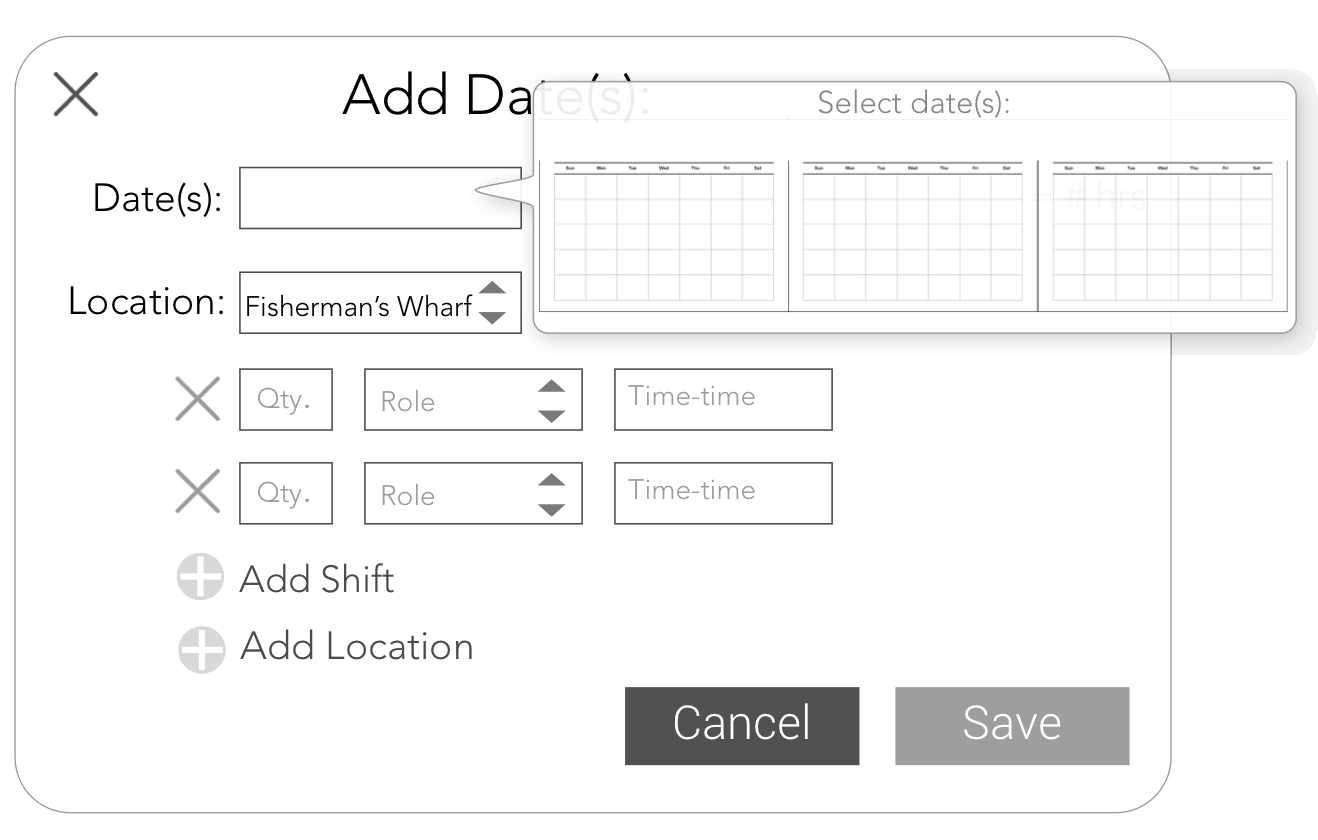 Add Date(s):
Select date(s):
Sun Mon Tue Wed Thu Fri Sat
Sun Mon Tue Wed Thu Fri Sat
Sun Mon Tue Wed Thu Fri Sat
Date(s):
= # hrs
Location:
Fisherman’s Wharf
Qty.
Role
Time-time
Qty.
Role
Time-time
Add Shift
Add Location
Cancel
Save